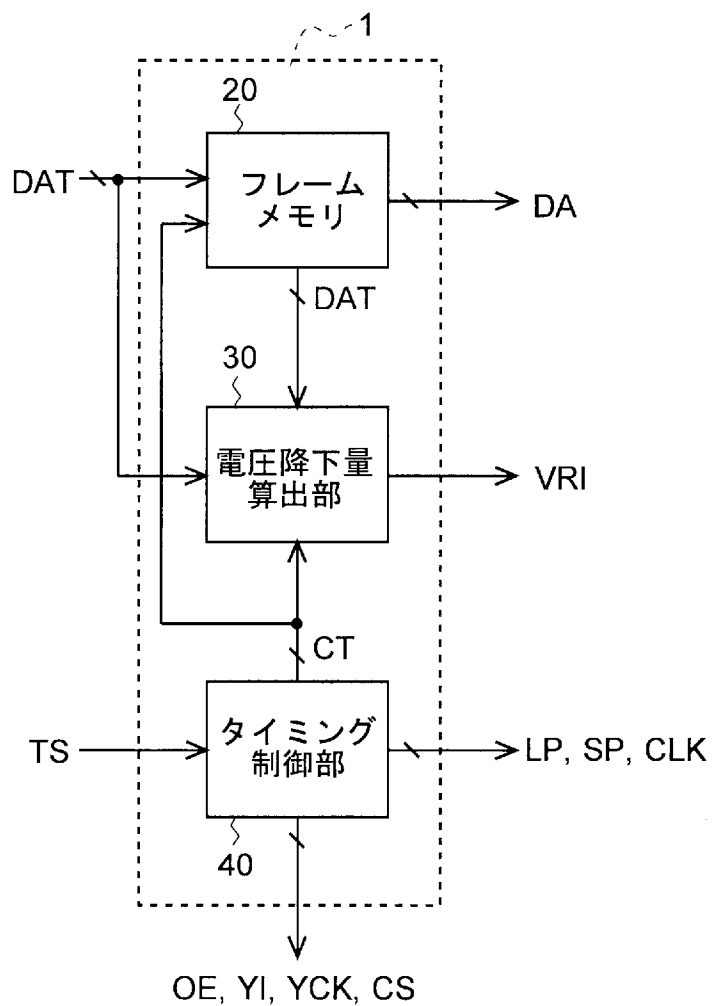 1
20
DAT
フレーム
メモリ
DA
DAT
30
電圧降下量
算出部
VRI
CT
TS
タイミング
制御部
LP, SP, CLK
40
OE, YI, YCK, CS